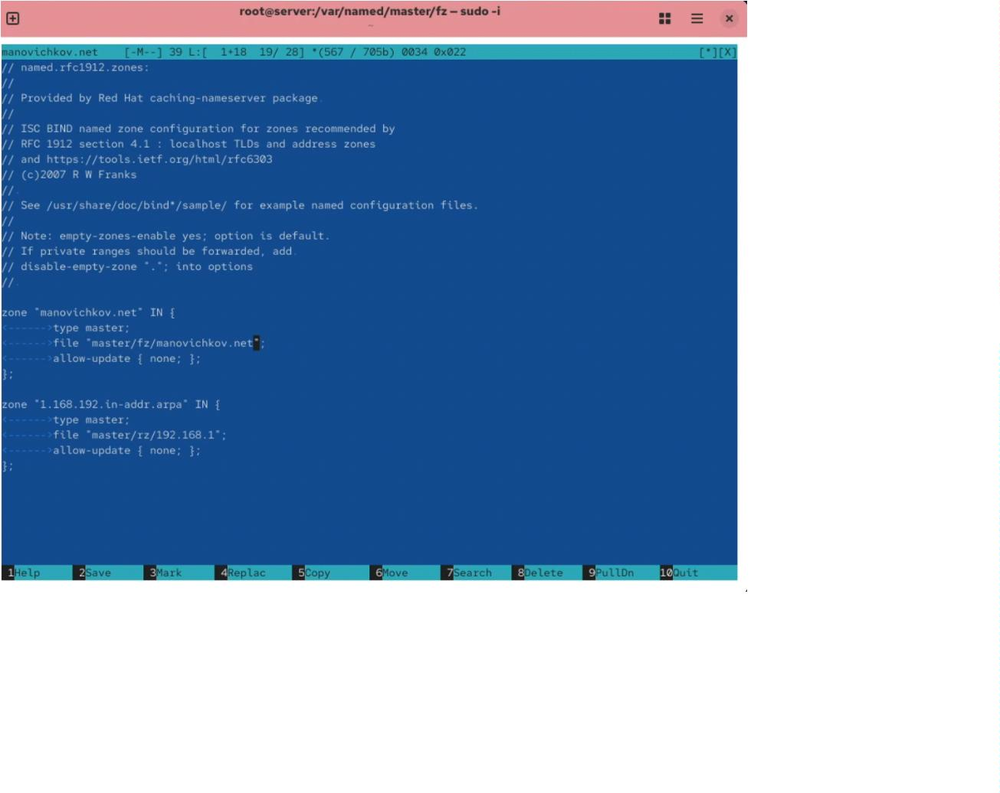 root@server:/var/named/master/fz — sudo -i
~
manovichkov.net    [-M--] 39 L:[  1+18  19/ 28] *(567 / 705b) 0034 0x022    [*][X]
// named.rfc1912.zones:
//
// Provided by Red Hat caching-nameserver package.
//
// ISC BIND named zone configuration for zones recommended by
// RFC 1912 section 4.1 : localhost TLDs and address zones
// and https://tools.ietf.org/html/rfc6303
// (c)2007 R W Franks
//.
// See /usr/share/doc/bind*/sample/ for example named configuration files.
//
// Note: empty-zones-enable yes; option is default.
// If private ranges should be forwarded, add.
// disable-empty-zone "."; into options
//.
zone "manovichkov.net" IN {
<------>type master;
<------>file "master/fz/manovichkov.net";
<------>allow-update { none; };
};
zone "1.168.192.in-addr.arpa" IN {
<------>type master;
<------>file "master/rz/192.168.1";
<------>allow-update { none; };
};
1Help 2Save 3Mark 4Replac 5Copy 6Move 7Search 8Delete 9PullDn 10Quit